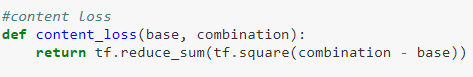 #content loss
def content_loss(base, combination):
    return tf.reduce_sum(tf.square(combination - base))